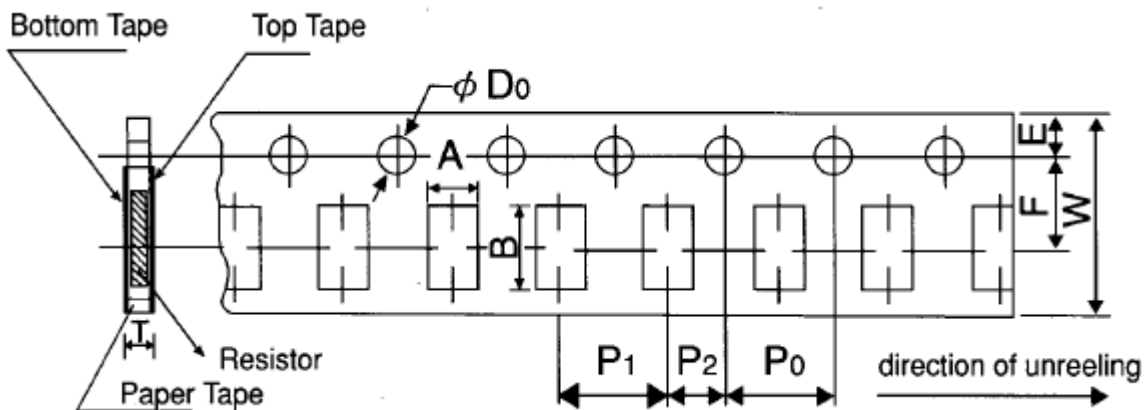 Bottom Tape
Top Tape
φ D0
A
B
E
F
W
T
Resistor
Paper Tape
P1
P2
P0
direction of unreeling